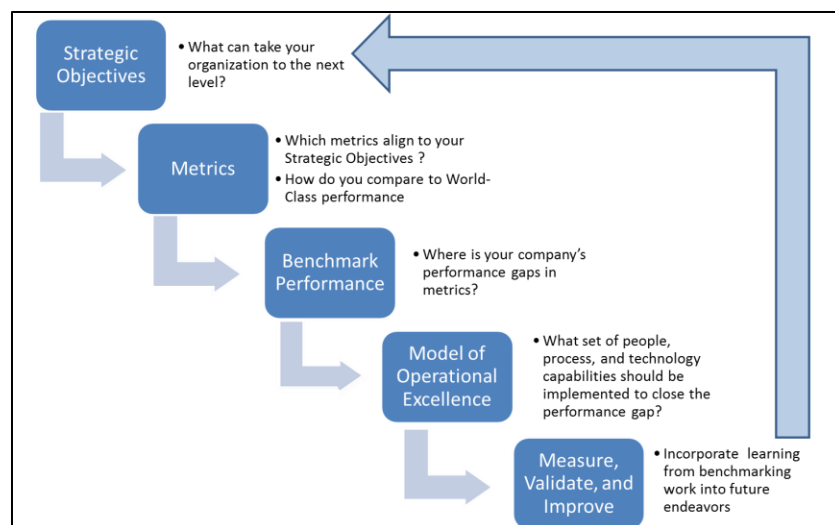 Strategic
Objectives
• What can take your
organization to the next
level?
Metrics
• Which metrics align to your
Strategic Objectives ?
• How do you compare to World-
Class performance
Benchmark
Performance
• Where is your company's
performance gaps in
metrics?
Model of
Operational
Excellence
• What set of people,
process, and technology
capabilities should be
implemented to close the
performance gap?
Measure,
Validate, and
Improve
• Incorporate learning
from benchmarking
work into future
endeavors